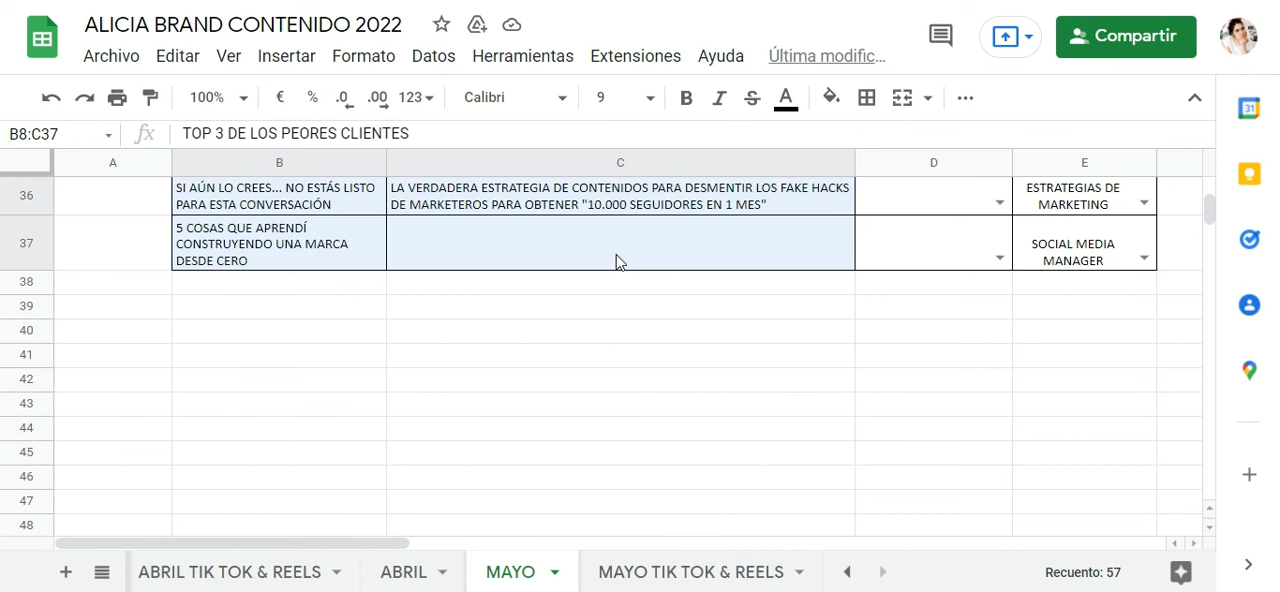 ALICIA BRAND CONTENIDO 2022
Archivo Editar Ver Insertar Formato Datos Herramientas Extensiones Ayuda Última modific...
Compartir
100% € % .0 .00 123 Calibri 9 B I S A
31
B8:C37 fx TOP 3 DE LOS PEORES CLIENTES
A B C D E
36
SI AÚN LO CREES... NO ESTÁS LISTO
PARA ESTA CONVERSACIÓN
LA VERDADERA ESTRATEGIA DE CONTENIDOS PARA DESMENTIR LOS FAKE HACKS
DE MARKETEROS PARA OBTENER "10.000 SEGUIDORES EN 1 MES"
ESTRATEGIAS DE
MARKETING
37
5 COSAS QUE APRENDÍ
CONSTRUYENDO UNA MARCA
DESDE CERO
SOCIAL MEDIA
MANAGER
38
39
40
41
42
43
44
45
46
47
48
ABRIL TIK TOK & REELS ABRIL MAYO MAYO TIK TOK & REELS Recuento: 57